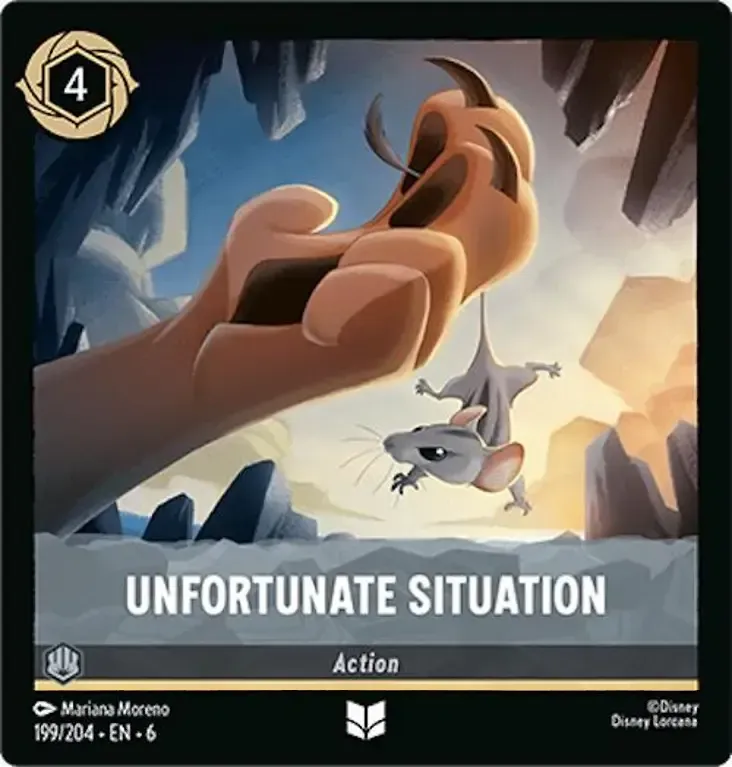 4
UNFORTUNATE SITUATION
Action
Mariana Moreno
©Disney
199/204 • EN • 6
Disney Lorcana